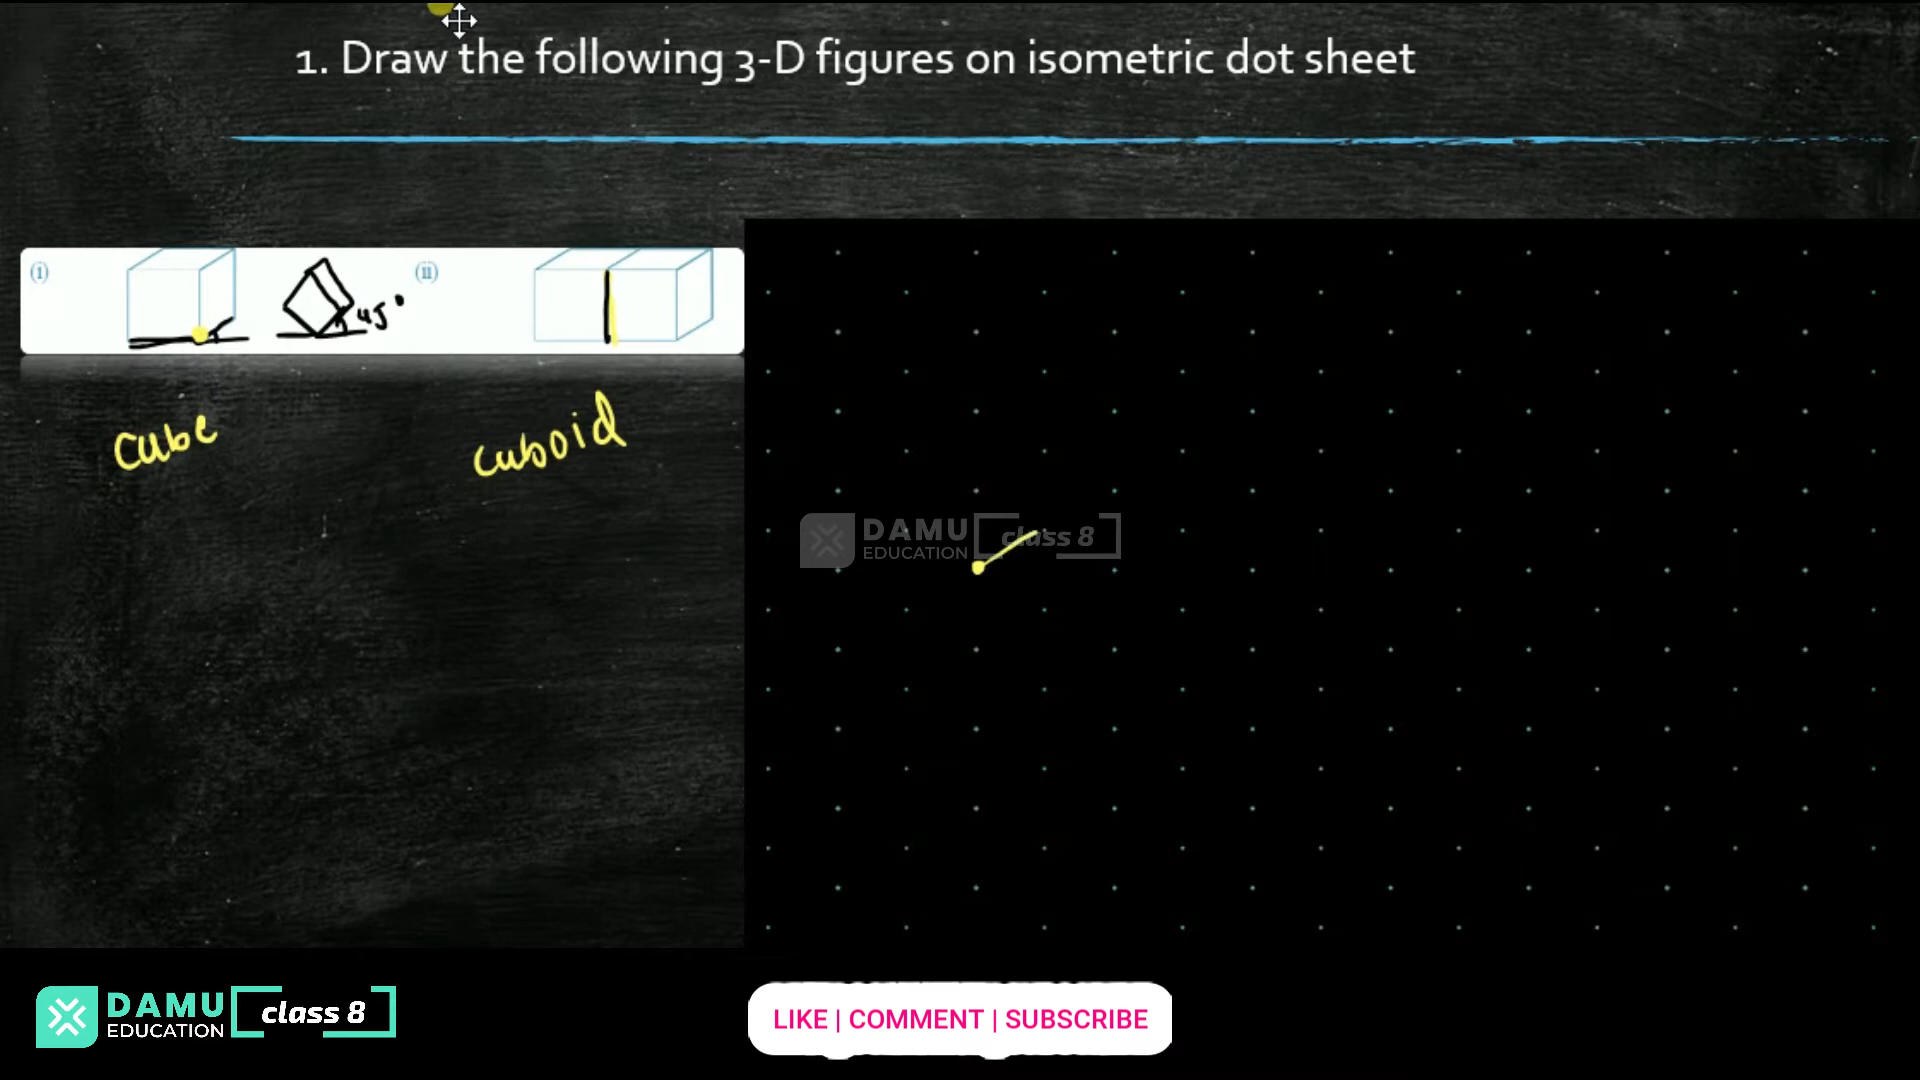 1. Draw the following 3-D figures on isometric dot sheet
(i)
45°
(ii)
cube
cuboid
DAMU
EDUCATION
class 8
DAMU
EDUCATION
class 8
LIKE | COMMENT | SUBSCRIBE